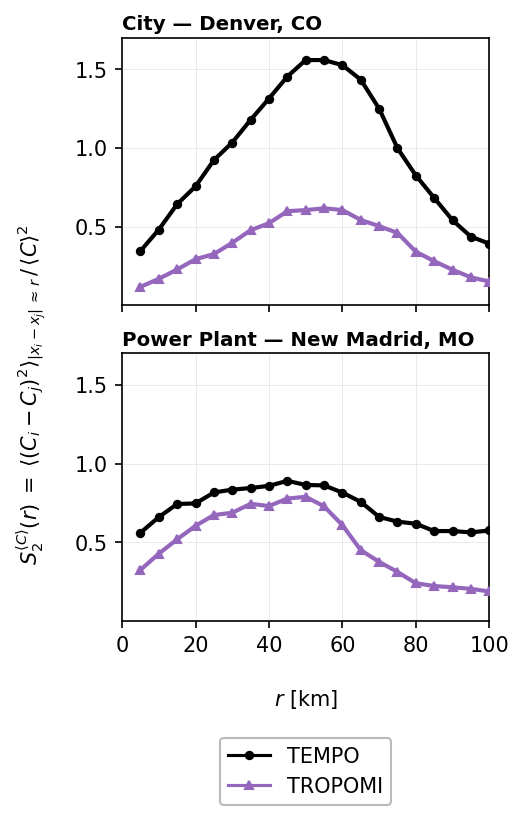 City — Denver, CO
1.5
1.0
0.5
Power Plant — New Madrid, MO
1.5
1.0
0.5
0 20 40 60 80 100
r [km]
S₂⁽ᶜ⁾(r) = ⟨(Cᵢ − Cⱼ)²⟩|xᵢ − xⱼ| ≈ r / ⟨C⟩²
TEMPO
TROPOMI